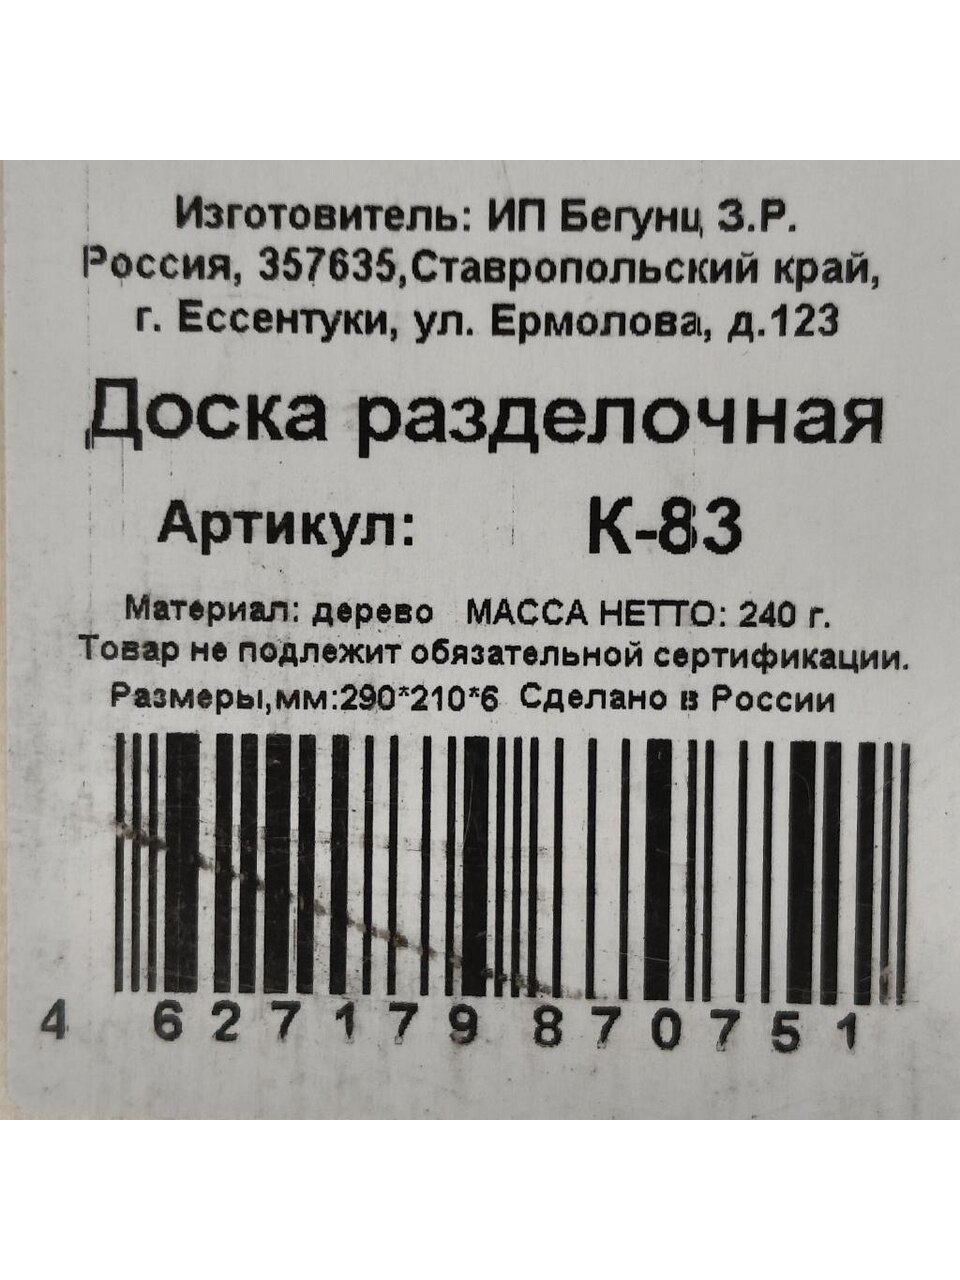 Изготовитель: ИП Бегунц З.Р.
Россия, 357635,Ставропольский край,
г. Ессентуки, ул. Ермолова, д.123
Доска разделочная
Артикул: К-83
Материал: дерево МАССА НЕТТО: 240 г.
Товар не подлежит обязательной сертификации.
Размеры,мм:290*210*6 Сделано в России
4 627179 870751